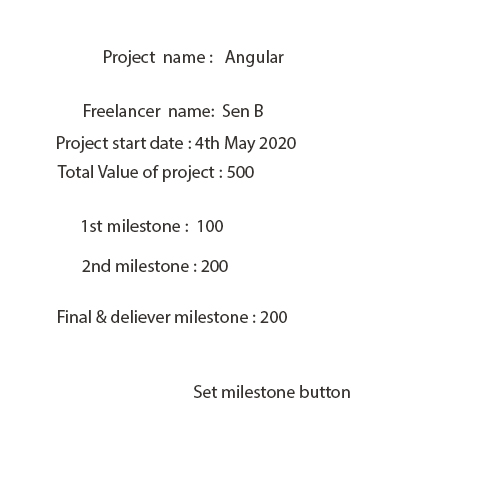 Project name : Angular
Freelancer name: Sen B
Project start date : 4th May 2020
Total Value of project : 500
1st milestone : 100
2nd milestone : 200
Final & deliever milestone : 200
Set milestone button